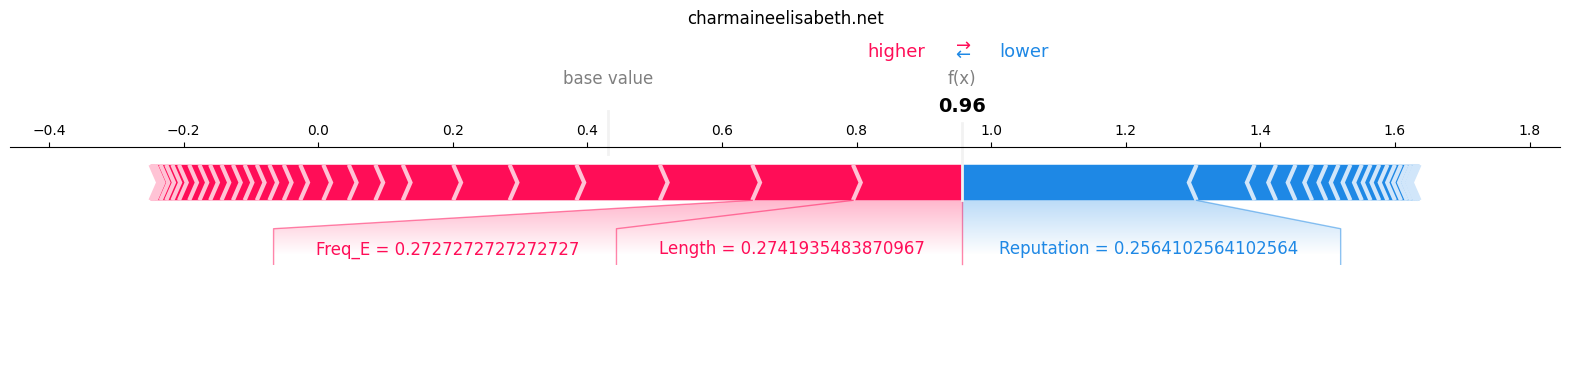 charmaineelisabeth.net
higher ⇄ lower
base value f(x)
0.96
−0.4 −0.2 0.0 0.2 0.4 0.6 0.8 1.0 1.2 1.4 1.6 1.8
Freq_E = 0.2727272727272727 Length = 0.2741935483870967 Reputation = 0.2564102564102564